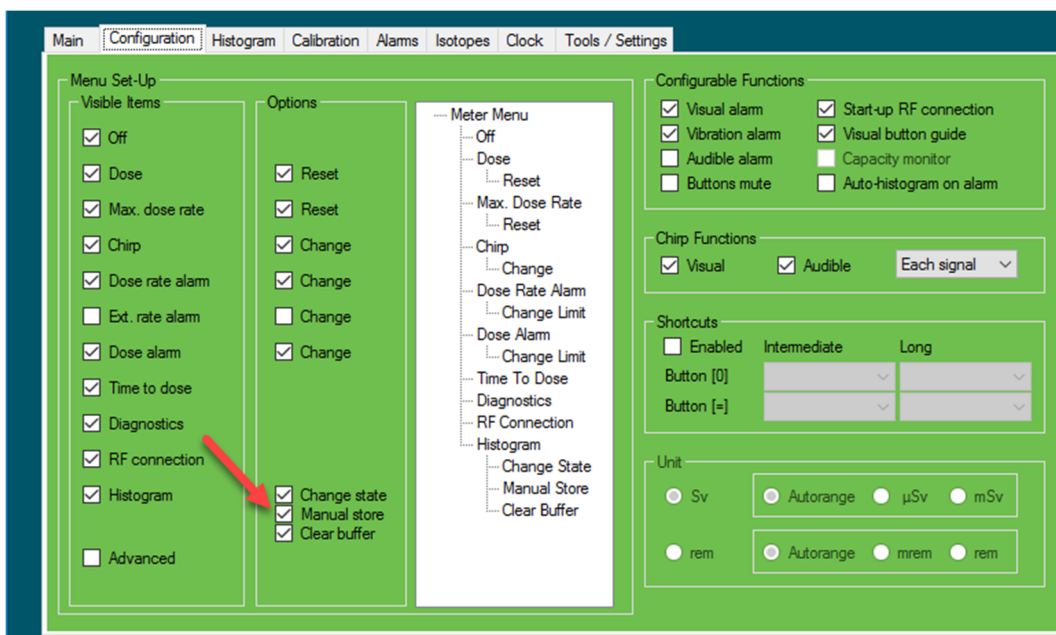 Main Configuration Histogram Calibration Alarms Isotopes Clock Tools / Settings
Menu Set-Up
Visible Items
Off
Dose
Max. dose rate
Chirp
Dose rate alarm
Ext. rate alarm
Dose alarm
Time to dose
Diagnostics
RF connection
Histogram
Advanced
Options
Reset
Reset
Change
Change
Change
Change
Change state
Manual store
Clear buffer
Meter Menu
Off
Dose
Reset
Max. Dose Rate
Reset
Chirp
Change
Dose Rate Alarm
Change Limit
Dose Alarm
Change Limit
Time To Dose
Diagnostics
RF Connection
Histogram
Change State
Manual Store
Clear Buffer
Configurable Functions
Visual alarm Start-up RF connection
Vibration alarm Visual button guide
Audible alarm Capacity monitor
Buttons mute Auto-histogram on alarm
Chirp Functions
Visual Audible Each signal
Shortcuts
Enabled Intermediate Long
Button [0]
Button [=]
Unit
Sv Autorange µSv mSv
rem Autorange mrem rem